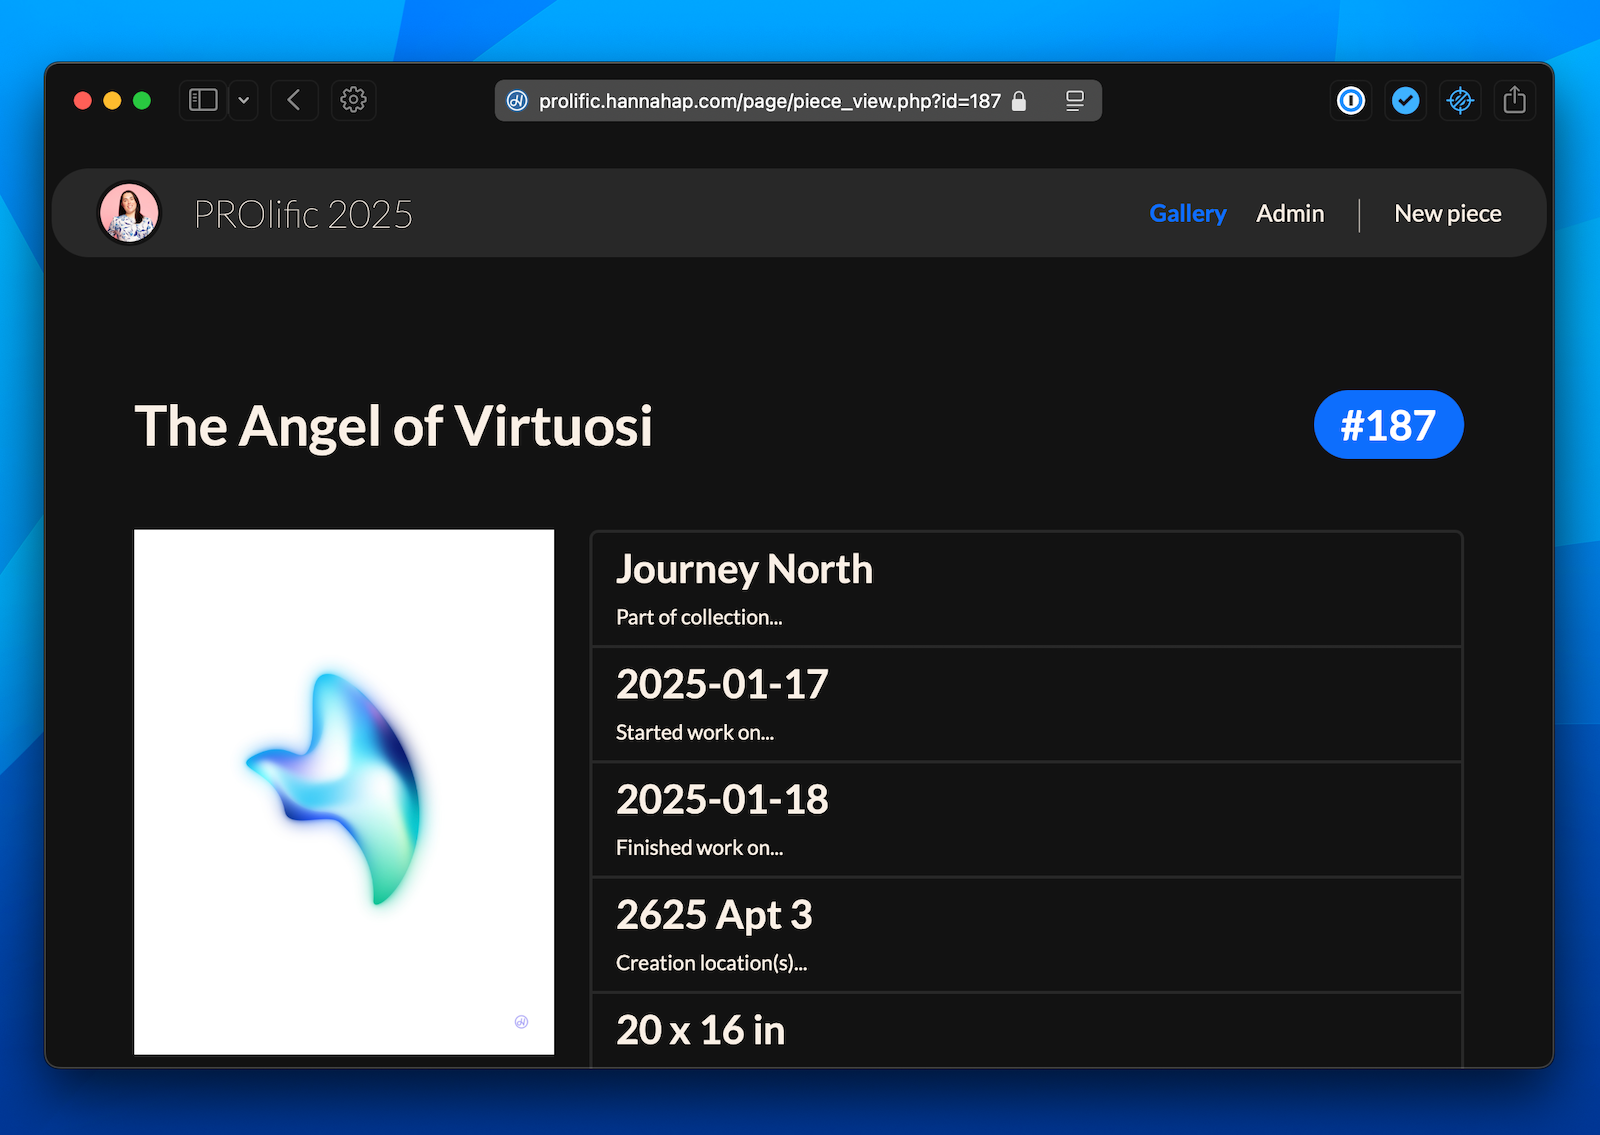 prolific.hannahap.com/page/piece_view.php?id=187
PROlific 2025
Gallery
Admin
New piece
The Angel of Virtuosi
#187
Journey North
Part of collection...
2025-01-17
Started work on...
2025-01-18
Finished work on...
2625 Apt 3
Creation location(s)...
20 x 16 in